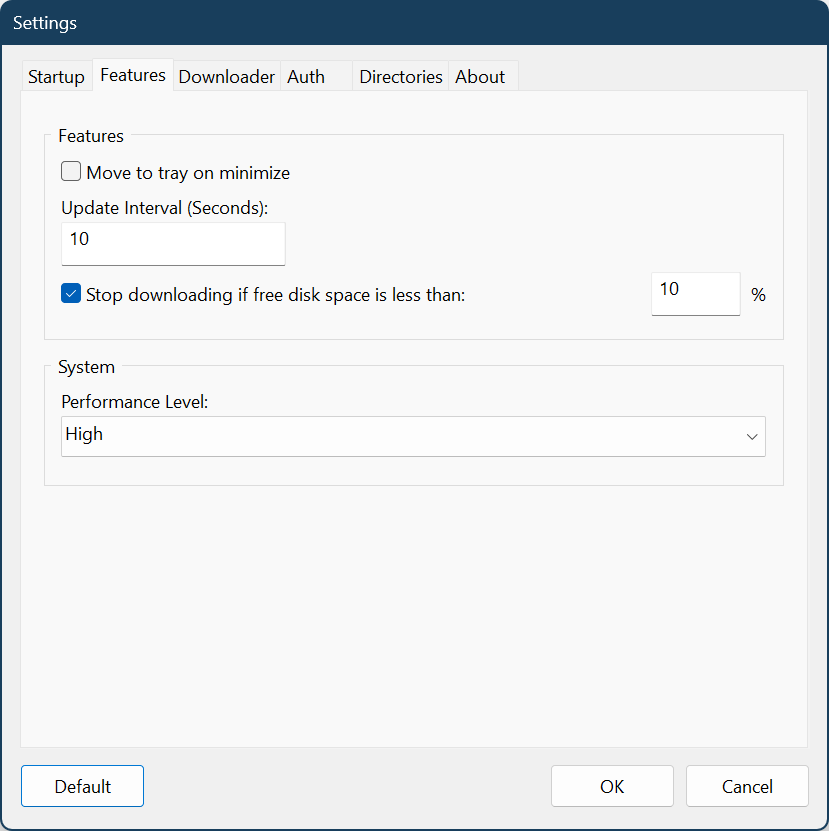 Settings
Startup Features Downloader Auth Directories About
Features
Move to tray on minimize
Update Interval (Seconds):
10
Stop downloading if free disk space is less than: 10 %
System
Performance Level:
High
Default OK Cancel